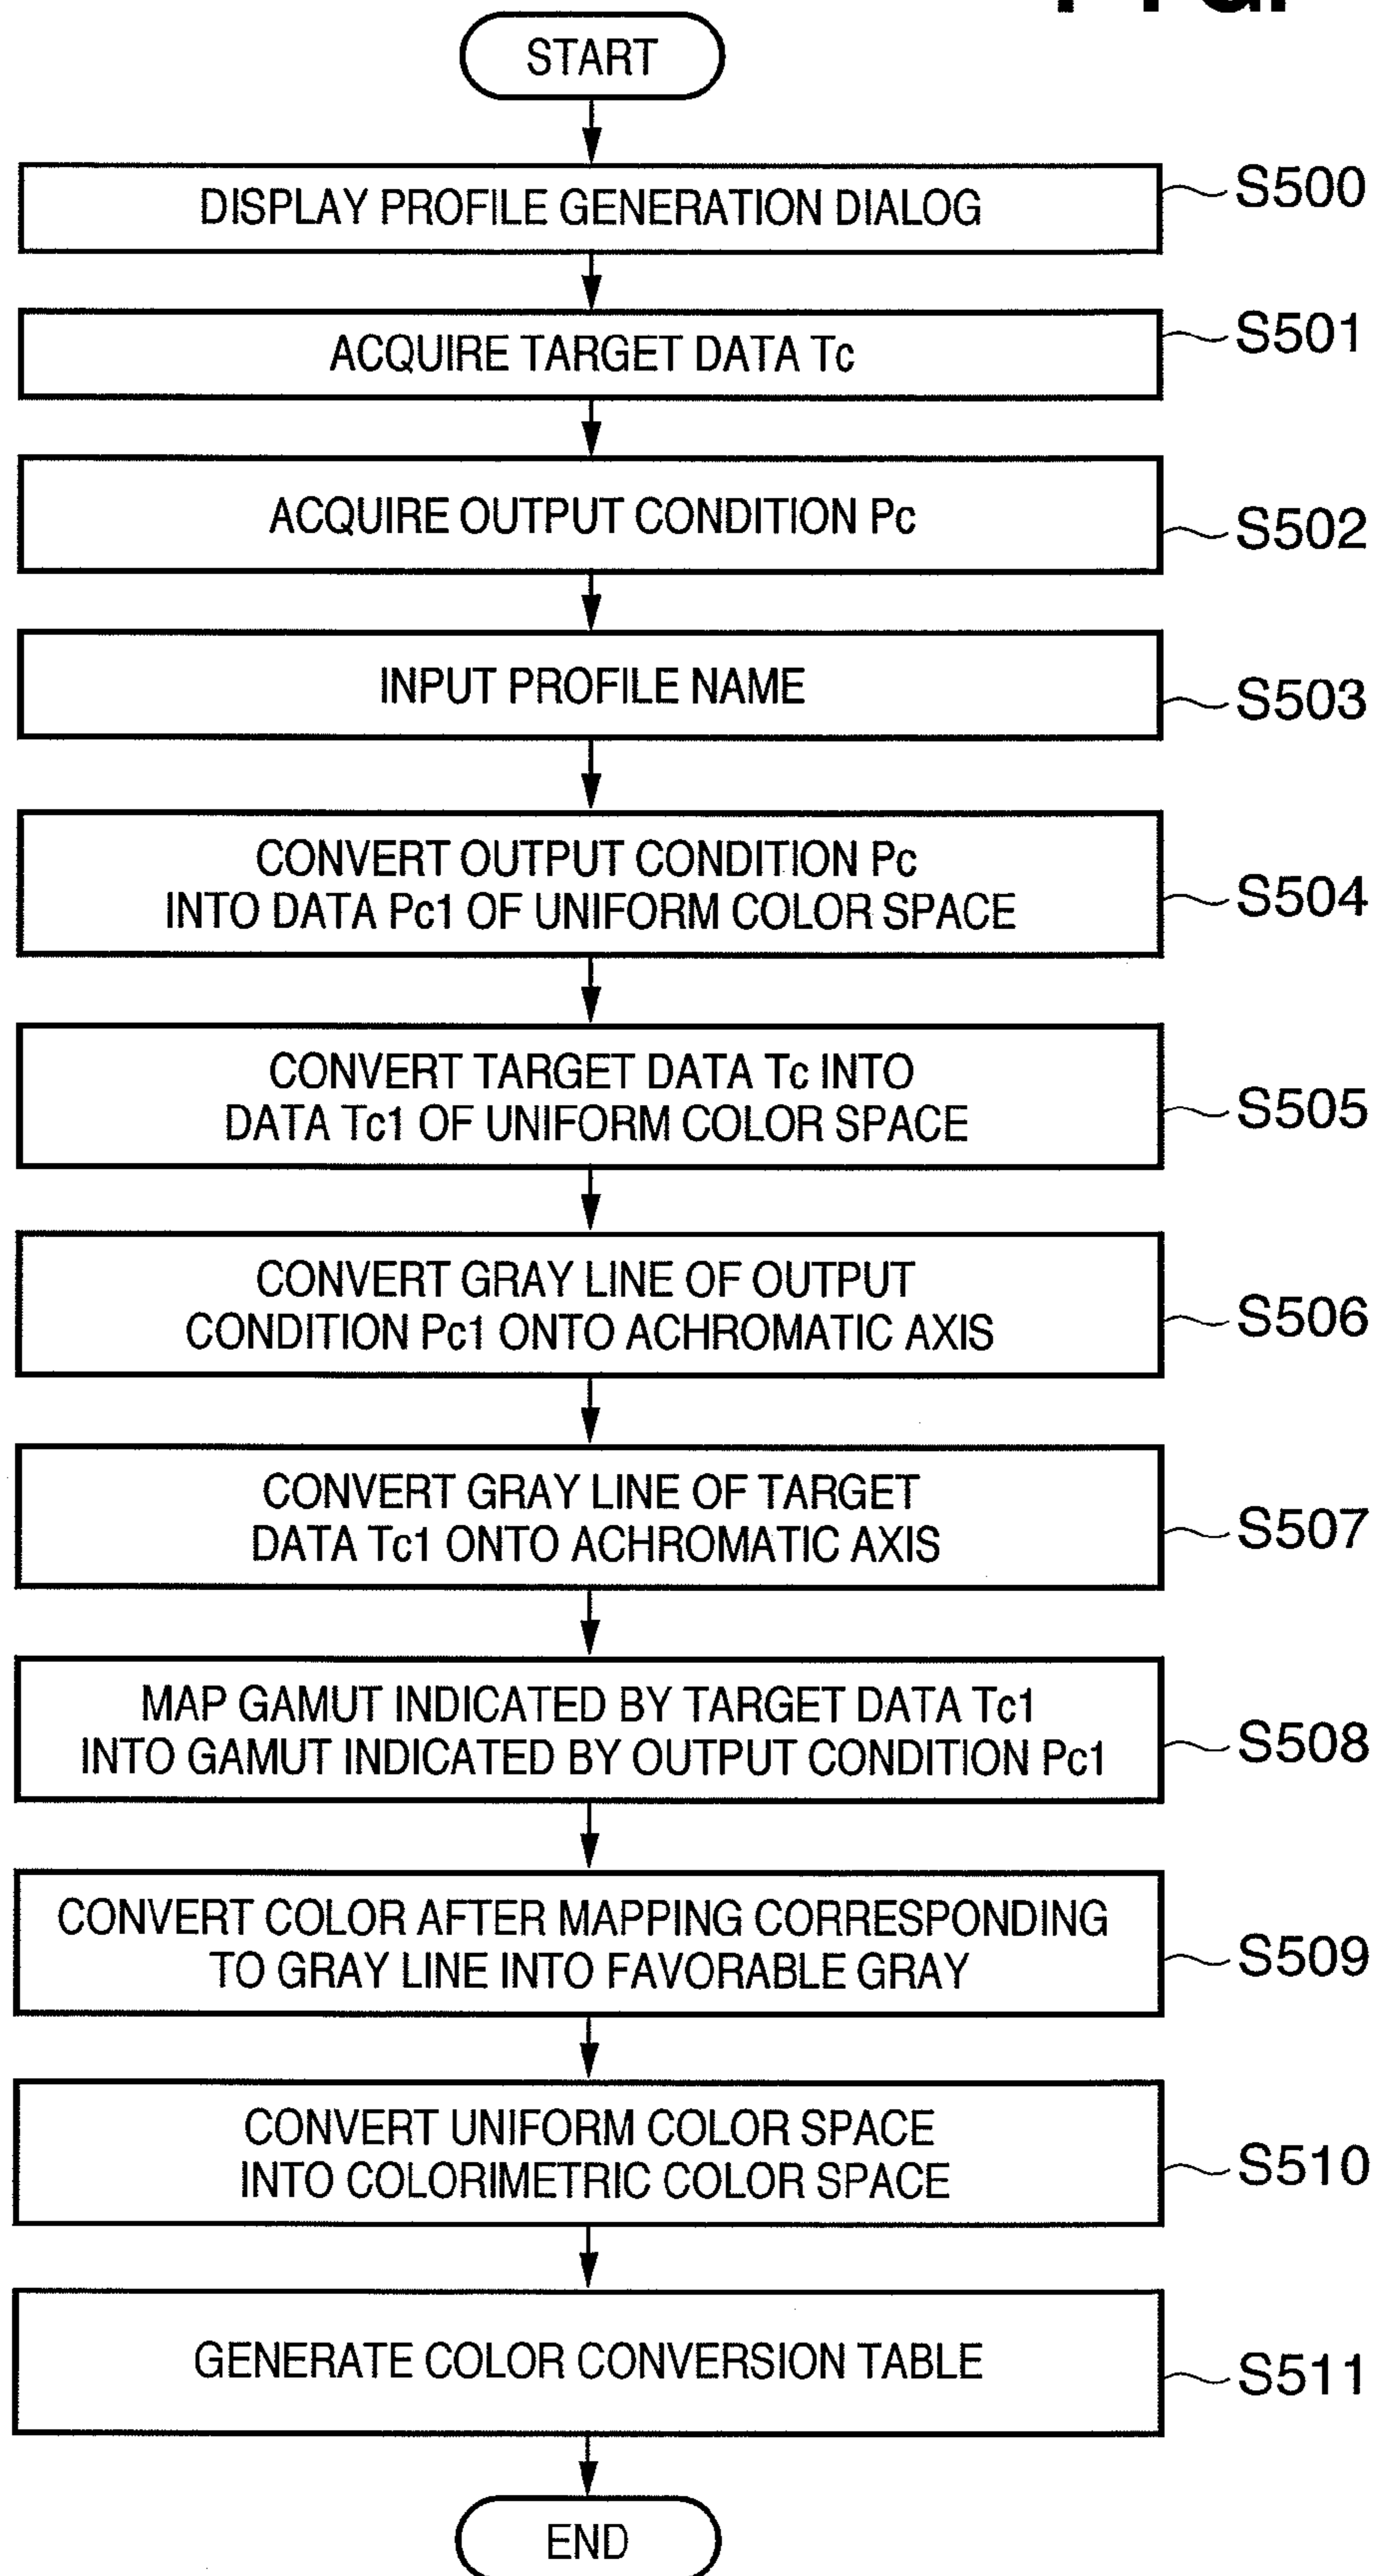 START
DISPLAY PROFILE GENERATION DIALOG
S500
ACQUIRE TARGET DATA Tc
S501
ACQUIRE OUTPUT CONDITION Pc
S502
INPUT PROFILE NAME
S503
CONVERT OUTPUT CONDITION Pc
INTO DATA Pc1 OF UNIFORM COLOR SPACE
S504
CONVERT TARGET DATA Tc INTO
DATA Tc1 OF UNIFORM COLOR SPACE
S505
CONVERT GRAY LINE OF OUTPUT
CONDITION Pc1 ONTO ACHROMATIC AXIS
S506
CONVERT GRAY LINE OF TARGET
DATA Tc1 ONTO ACHROMATIC AXIS
S507
MAP GAMUT INDICATED BY TARGET DATA Tc1
INTO GAMUT INDICATED BY OUTPUT CONDITION Pc1
S508
CONVERT COLOR AFTER MAPPING CORRESPONDING
TO GRAY LINE INTO FAVORABLE GRAY
S509
CONVERT UNIFORM COLOR SPACE
INTO COLORIMETRIC COLOR SPACE
S510
GENERATE COLOR CONVERSION TABLE
S511
END